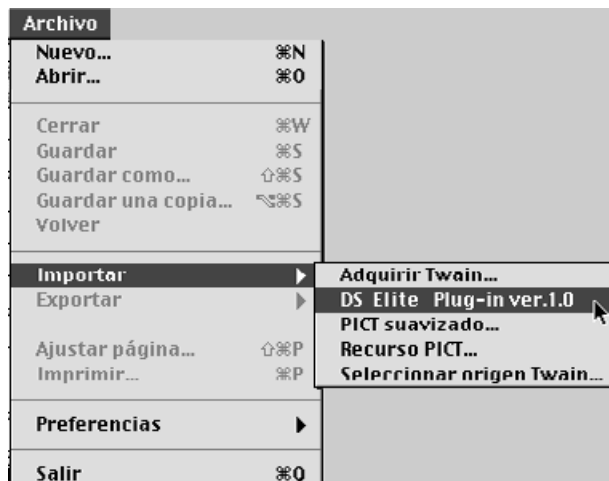 Archivo
Nuevo... ⌘N
Abrir... ⌘O
Cerrar ⌘W
Guardar ⌘S
Guardar como... ⇧⌘S
Guardar una copia... ⌥⌘S
Volver
Importar
Adquirir Twain...
Exportar
DS Elite Plug-in ver.1.0
PICT suavizado...
Ajustar página... ⇧⌘P
Recurso PICT...
Imprimir... ⌘P
Seleccionar origen Twain...
Preferencias
Salir ⌘Q